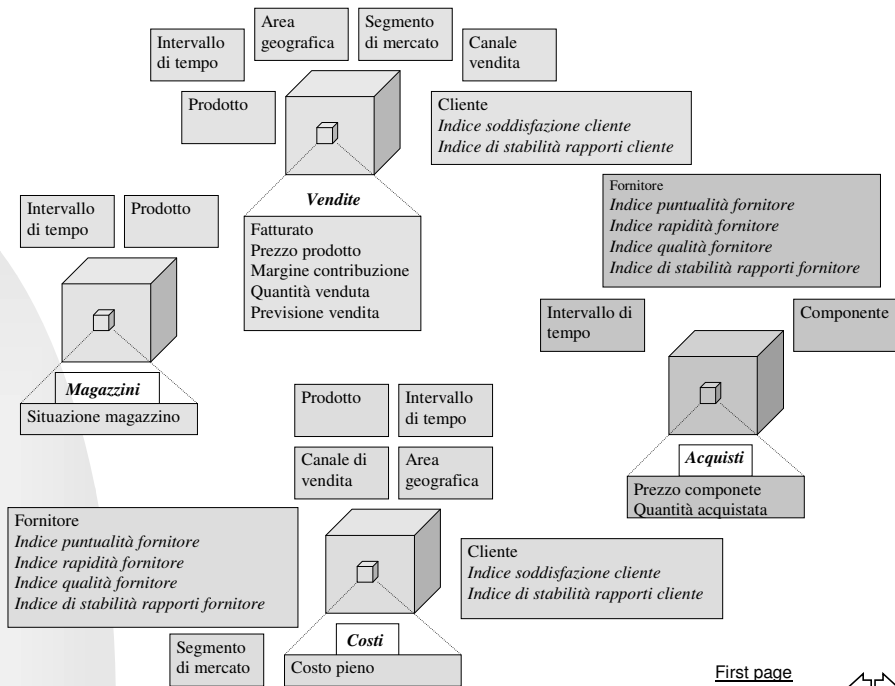 Intervallo
di tempo
Area
geografica
Segmento
di mercato
Canale
vendita
Prodotto
Cliente
Indice soddisfazione cliente
Indice di stabilità rapporti cliente
Vendite
Fatturato
Prezzo prodotto
Margine contribuzione
Quantità venduta
Previsione vendita
Intervallo
di tempo
Prodotto
Magazzini
Situazione magazzino
Fornitore
Indice puntualità fornitore
Indice rapidità fornitore
Indice qualità fornitore
Indice di stabilità rapporti fornitore
Intervallo di
tempo
Componente
Acquisti
Prezzo componete
Quantità acquistata
Prodotto
Intervallo
di tempo
Canale di
vendita
Area
geografica
Fornitore
Indice puntualità fornitore
Indice rapidità fornitore
Indice qualità fornitore
Indice di stabilità rapporti fornitore
Cliente
Indice soddisfazione cliente
Indice di stabilità rapporti cliente
Segmento
di mercato
Costi
Costo pieno
First page